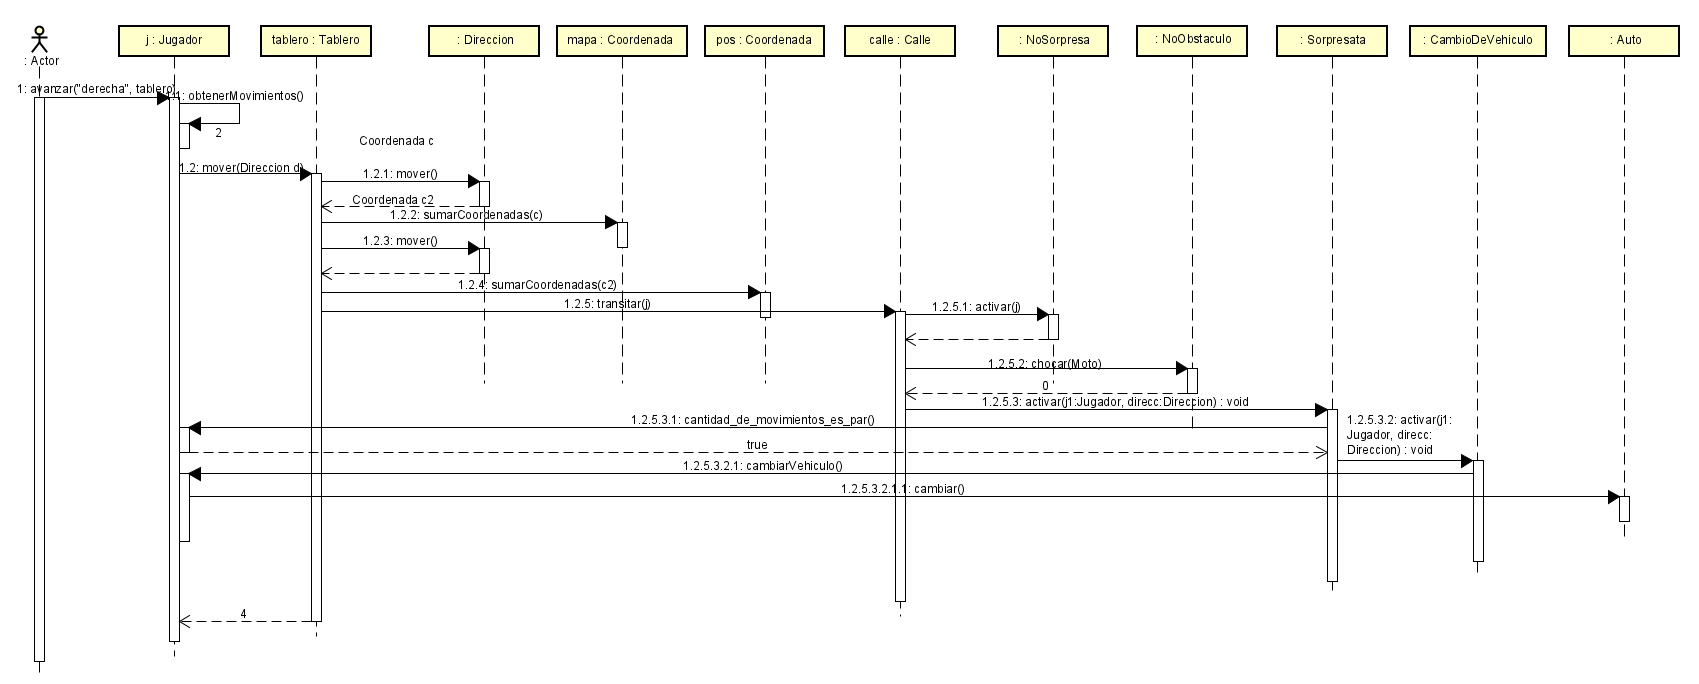 j : Jugador
tablero : Tablero
: Direccion
mapa : Coordenada
pos : Coordenada
calle : Calle
: NoSorpresa
: NoObstaculo
: Sorpresata
: CambioDeVehiculo
: Auto
: Actor
1: avanzar("derecha", tablero)
1.1: obtenerMovimientos()
2
Coordenada c
1.2: mover(Direccion d)
1.2.1: mover()
Coordenada c2
1.2.2: sumarCoordenadas(c)
1.2.3: mover()
1.2.4: sumarCoordenadas(c2)
1.2.5: transitar(j)
1.2.5.1: activar(j)
1.2.5.2: chocar(Moto)
0
1.2.5.3: activar(j1:Jugador, direcc:Direccion) : void
1.2.5.3.1: cantidad_de_movimientos_es_par()
1.2.5.3.2: activar(j1:
Jugador, direcc:
Direccion) : void
true
1.2.5.3.2.1: cambiarVehiculo()
1.2.5.3.2.1.1: cambiar()
4